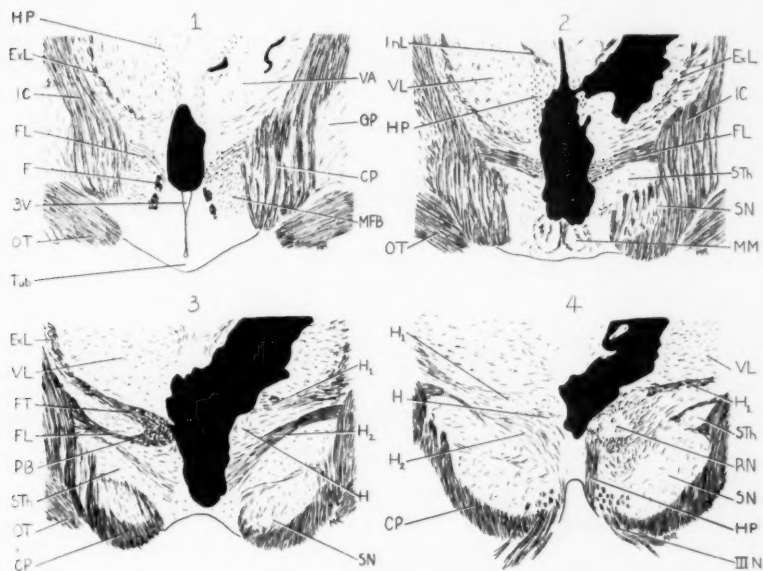 1
HP
ExL
IC
FL
F
3V
OT
Tub
VA
GP
CP
MFB
2
InL
VL
HP
OT
ExL
IC
FL
STh
SN
MM
3
ExL
VL
FT
FL
STh
OT
CP
H₁
H₂
H
SN
4
H₁
H
H₂
CP
VL
H₁
STh
RN
SN
HP
III N